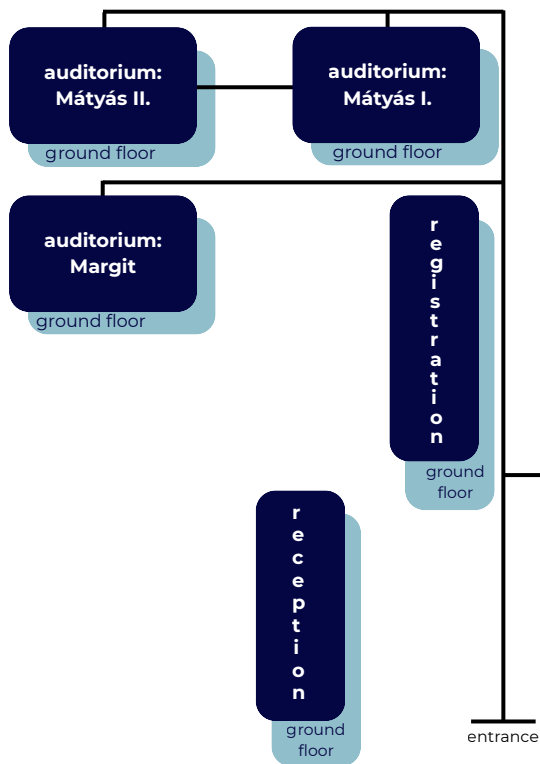 auditorium:
Mátyás II.
ground floor
auditorium:
Mátyás I.
ground floor
auditorium:
Margit
ground floor
registration
ground
floor
reception
ground
floor
entrance